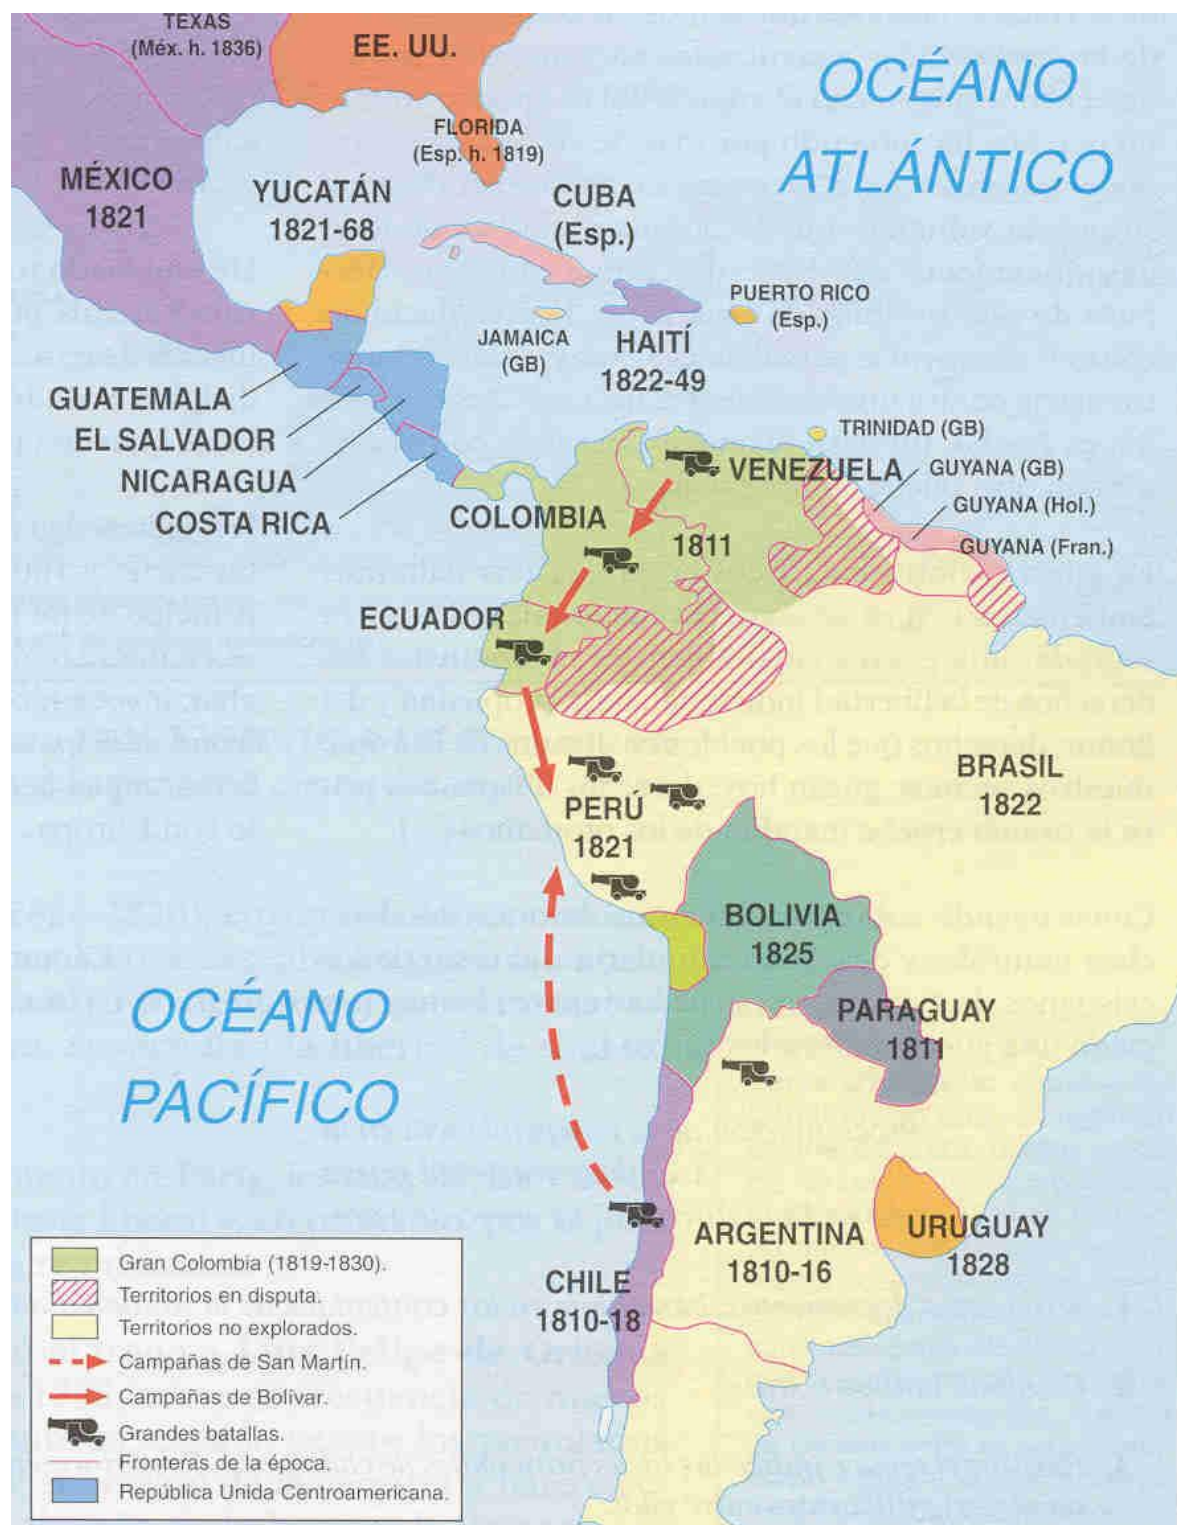 TEXAS
(Méx. h. 1836)
EE. UU.
OCÉANO
ATLÁNTICO
FLORIDA
(Esp. h. 1819)
MÉXICO
1821
YUCATÁN
1821-68
CUBA
(Esp.)
PUERTO RICO
(Esp.)
JAMAICA
(GB)
HAITÍ
1822-49
GUATEMALA
EL SALVADOR
NICARAGUA
COSTA RICA
TRINIDAD (GB)
VENEZUELA
GUYANA (GB)
GUYANA (Hol.)
GUYANA (Fran.)
COLOMBIA
1811
ECUADOR
BRASIL
1822
PERÚ
1821
BOLIVIA
1825
OCÉANO
PACÍFICO
PARAGUAY
1811
ARGENTINA
1810-16
URUGUAY
1828
CHILE
1810-18
Gran Colombia (1819-1830).
Territorios en disputa.
Territorios no explorados.
Campañas de San Martín.
Campañas de Bolívar.
Grandes batallas.
Fronteras de la época.
República Unida Centroamericana.